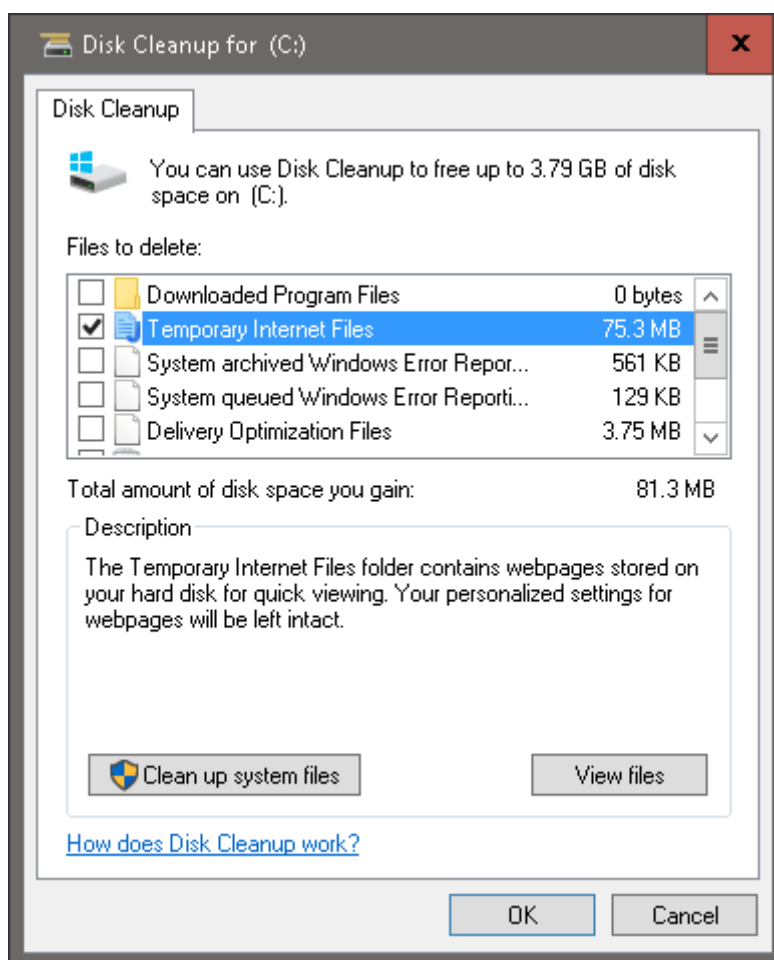 Disk Cleanup for  (C:)
x
Disk Cleanup
You can use Disk Cleanup to free up to 3.79 GB of disk
space on  (C:).
Files to delete:
Downloaded Program Files 0 bytes
Temporary Internet Files 75.3 MB
System archived Windows Error Repor... 561 KB
System queued Windows Error Reporti... 129 KB
Delivery Optimization Files 3.75 MB
Total amount of disk space you gain: 81.3 MB
Description
The Temporary Internet Files folder contains webpages stored on
your hard disk for quick viewing. Your personalized settings for
webpages will be left intact.
Clean up system files View files
How does Disk Cleanup work?
OK Cancel